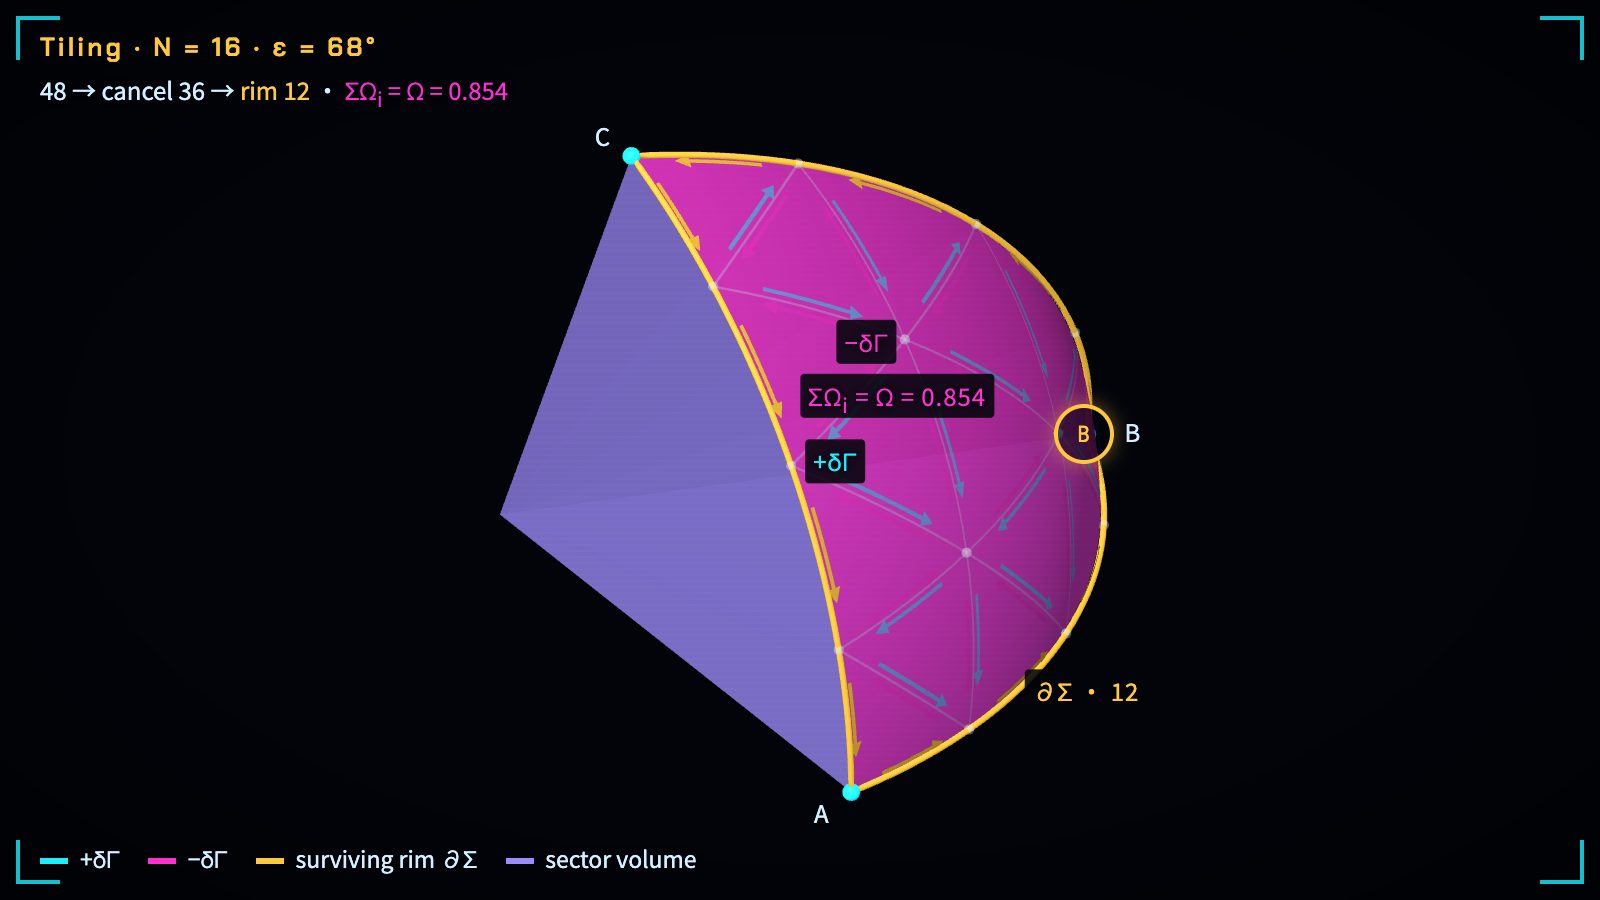 Tiling · N = 16 · ε = 68°
48 → cancel 36 → rim 12 • ΣΩᵢ = Ω = 0.854
C
−δΓ
ΣΩᵢ = Ω = 0.854
B B
+δΓ
∂Σ • 12
A
+δΓ −δΓ surviving rim ∂Σ sector volume